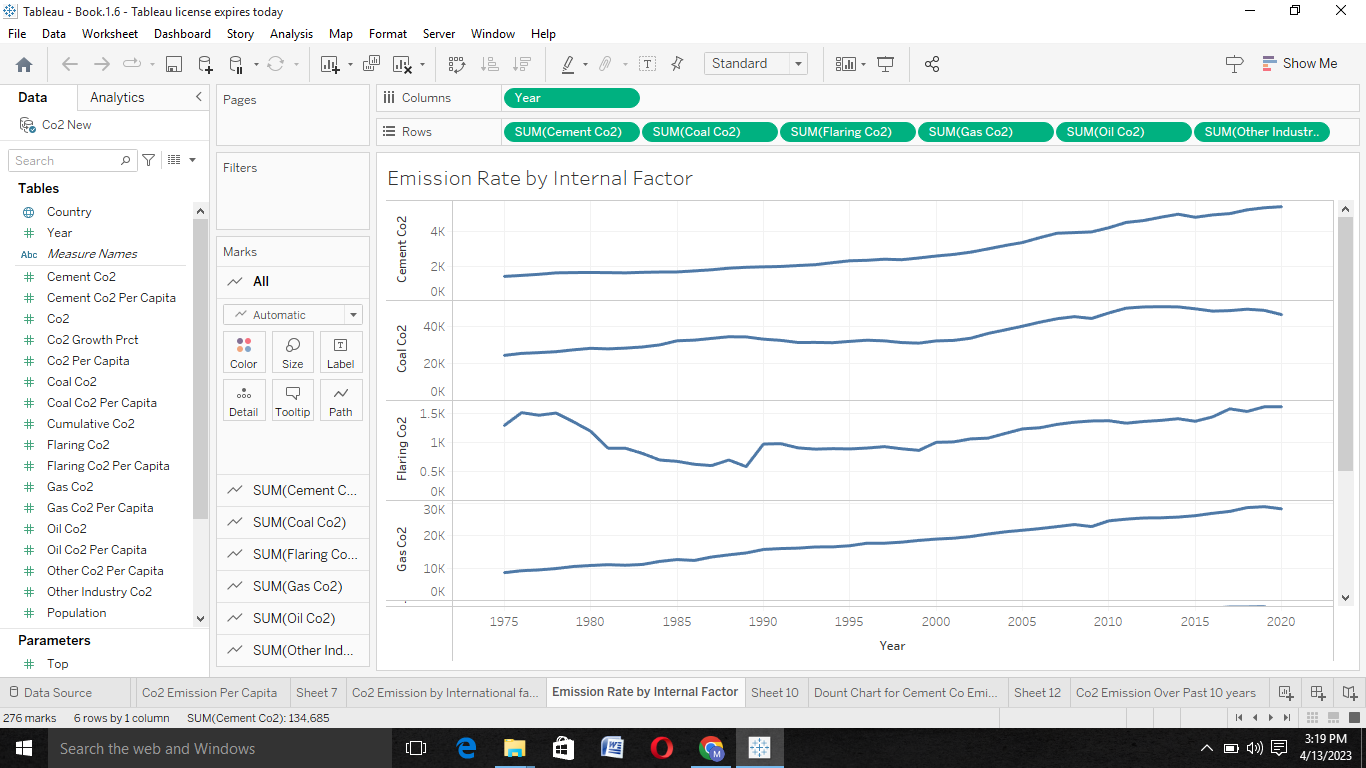 Tableau - Book.1.6 - Tableau license expires today
File Data Worksheet Dashboard Story Analysis Map Format Server Window Help
Standard
Show Me
Data Analytics
Co2 New
Search
Tables
Country
Year
Abc Measure Names
Cement Co2
Cement Co2 Per Capita
Co2
Co2 Growth Prct
Co2 Per Capita
Coal Co2
Coal Co2 Per Capita
Cumulative Co2
Flaring Co2
Flaring Co2 Per Capita
Gas Co2
Gas Co2 Per Capita
Oil Co2
Oil Co2 Per Capita
Other Co2 Per Capita
Other Industry Co2
Population
Parameters
Top
Pages
Filters
Marks
All
Automatic
Color Size Label
Detail Tooltip Path
SUM(Cement C...
SUM(Coal Co2)
SUM(Flaring Co...
SUM(Gas Co2)
SUM(Oil Co2)
SUM(Other Ind...
Columns Year
Rows SUM(Cement Co2) SUM(Coal Co2) SUM(Flaring Co2) SUM(Gas Co2) SUM(Oil Co2) SUM(Other Industr..
Emission Rate by Internal Factor
Cement Co2
4K
2K
0K
Coal Co2
40K
20K
0K
Flaring Co2
1.5K
1K
0.5K
0K
Gas Co2
30K
20K
10K
0K
1975 1980 1985 1990 1995 2000 2005 2010 2015 2020
Year
Data Source Co2 Emission Per Capita Sheet 7 Co2 Emission by International fa... Emission Rate by Internal Factor Sheet 10 Dount Chart for Cement Co Emi... Sheet 12 Co2 Emission Over Past 10 years
276 marks 6 rows by 1 column SUM(Cement Co2): 134,685
Search the web and Windows
W
M
3:19 PM
4/13/2023